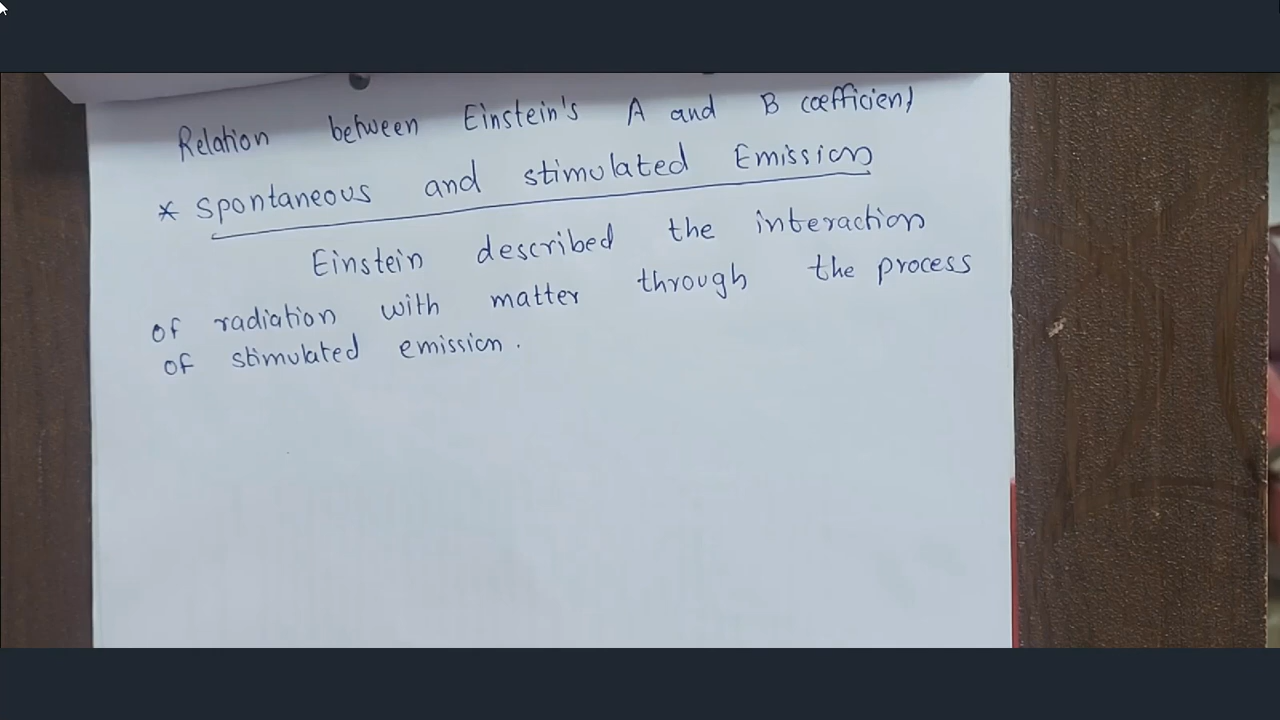 Relation between Einstein's A and B coefficient
* Spontaneous and stimulated Emission
Einstein described the interaction
of radiation with matter through the process
of stimulated emission.